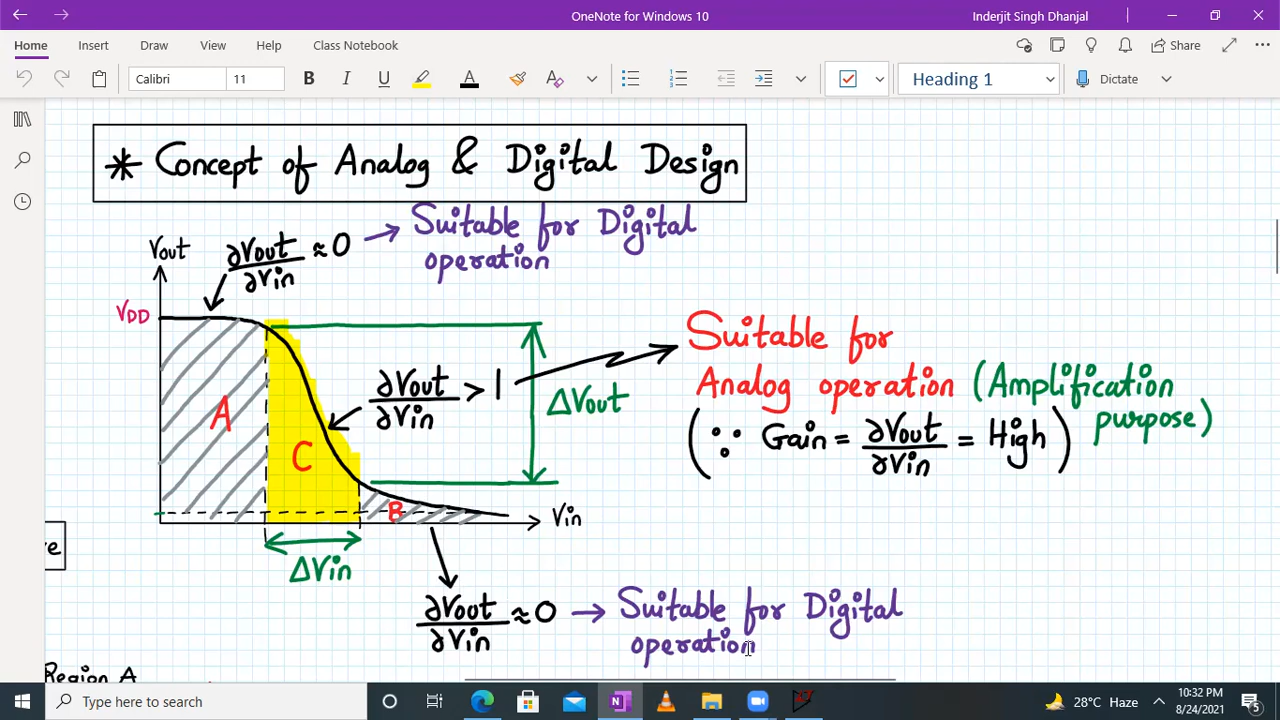 OneNote for Windows 10
Inderjit Singh Dhanjal
Home Insert Draw View Help Class Notebook
Share
Calibri 11 B I U A A Heading 1 Dictate
* Concept of Analog & Digital Design
Vout
∂Vout/∂Vin ≈ 0 → Suitable for Digital
operation
VDD
A
C
B
∂Vout/∂Vin > 1
ΔVout
Suitable for
Analog operation (Amplification
purpose)
(∵ Gain = ∂Vout/∂Vin = High)
Vin
ΔVin
re
∂Vout/∂Vin ≈ 0 → Suitable for Digital
operation
Region A
Type here to search
N
28°C Haze
10:32 PM
8/24/2021
5